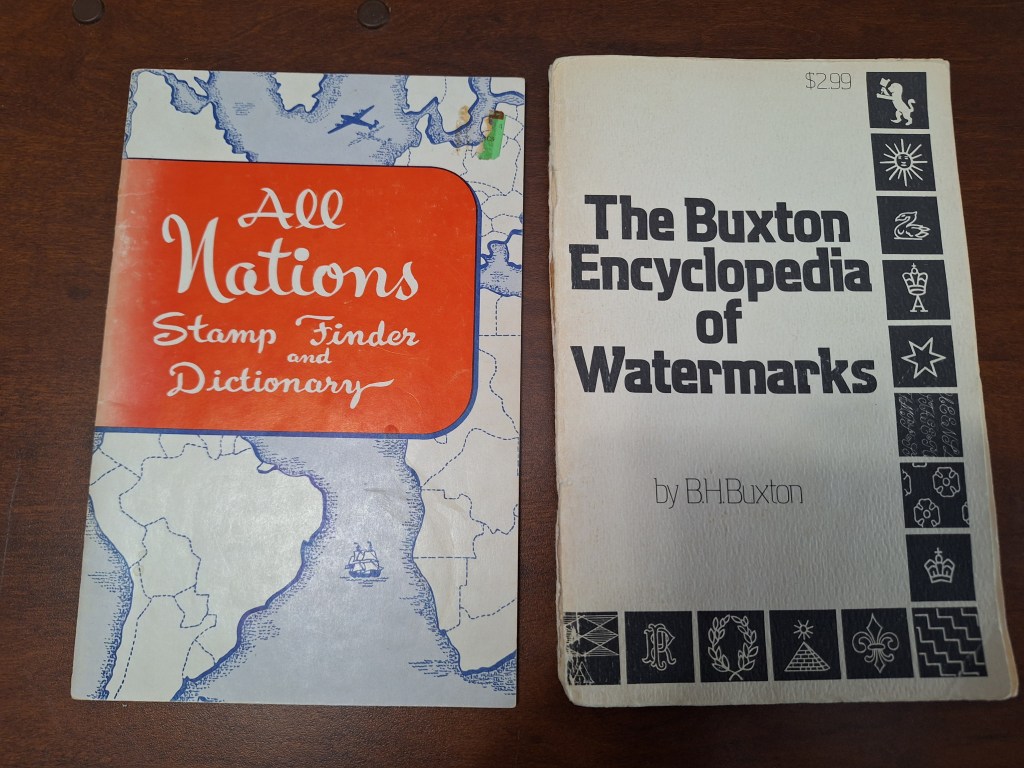 All
Nations
Stamp Finder
and
Dictionary
$2.99
The Buxton
Encyclopedia
of
Watermarks
by B.H.Buxton